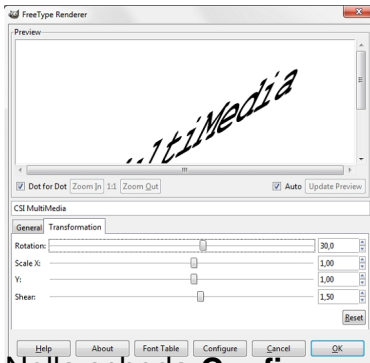 FreeType Renderer
Preview
ultiMedia
Dot for Dot Zoom In 1:1 Zoom Out Auto Update Preview
CSI MultiMedia
General Transformation
Rotation: 30,0
Scale X: 1,00
Y: 1,00
Shear: 1,50
Reset
Help About Font Table Configure Cancel OK